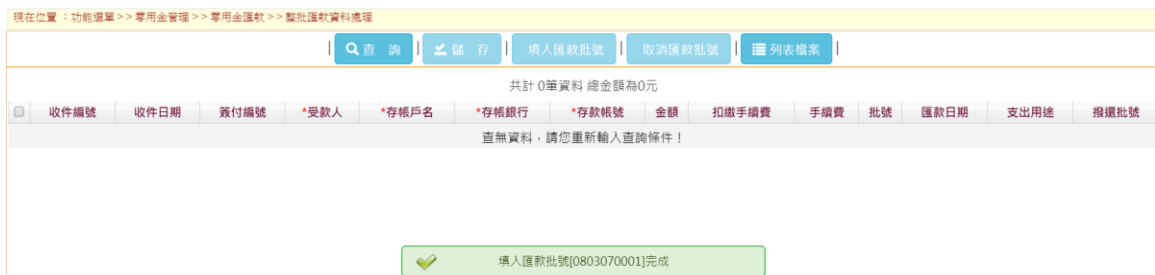 現在位置：功能選單>>零用金管理>>零用金匯款>>整批匯款資料處理
| 查 詢 | 儲 存 | 填入匯款批號 | 取消匯款批號 | 列表檔案 |
共計 0筆資料 總金額為0元
收件編號 收件日期 簽付編號 *受款人 *存帳戶名 *存帳銀行 *存款帳號 金額 扣繳手續費 手續費 批號 匯款日期 支出用途 撥還批號
查無資料，請您重新輸入查詢條件！
填入匯款批號[0803070001]完成